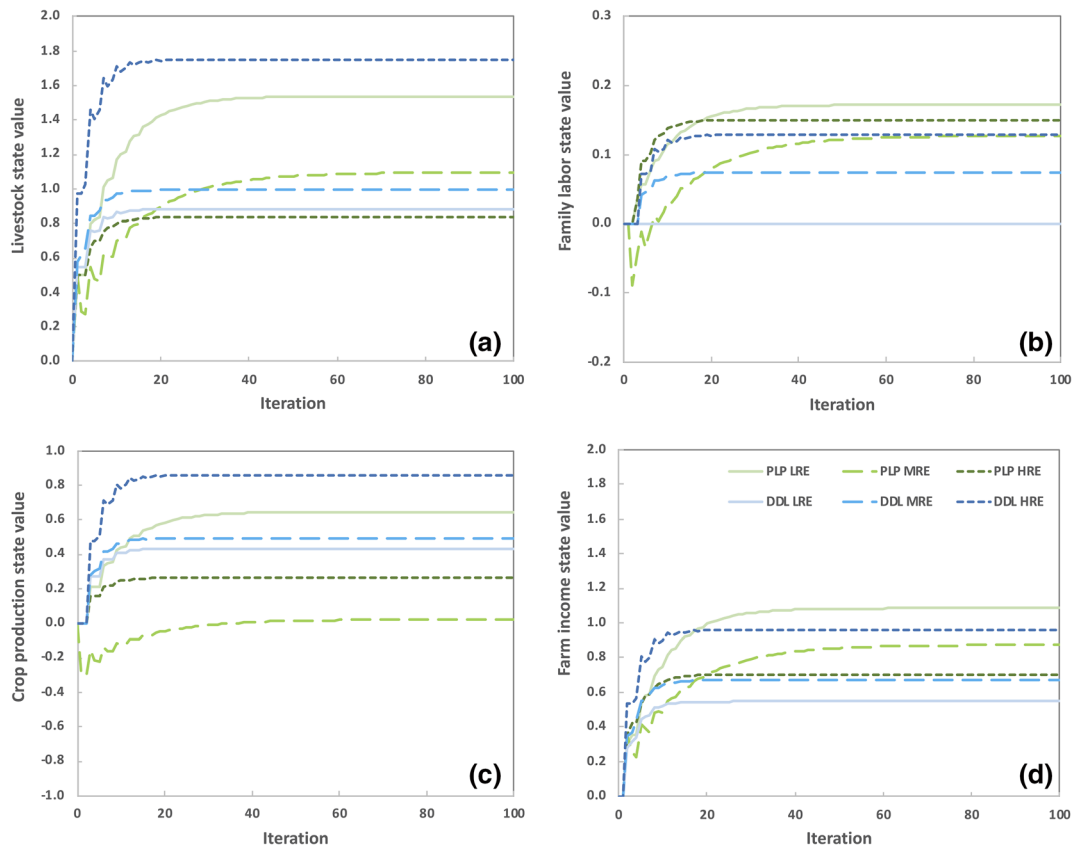 2.0
1.8
1.6
1.4
1.2
1.0
0.8
0.6
0.4
0.2
0.0
Livestock state value
0 20 40 60 80 100
Iteration
(a)
0.3
0.2
0.1
0.0
-0.1
-0.2
Family labor state value
0 20 40 60 80 100
Iteration
(b)
1.0
0.8
0.6
0.4
0.2
0.0
-0.2
-0.4
-0.6
-0.8
-1.0
Crop production state value
0 20 40 60 80 100
Iteration
(c)
2.0
1.8
1.6
1.4
1.2
1.0
0.8
0.6
0.4
0.2
0.0
Farm income state value
PLP LRE PLP MRE PLP HRE
DDL LRE DDL MRE DDL HRE
0 20 40 60 80 100
Iteration
(d)